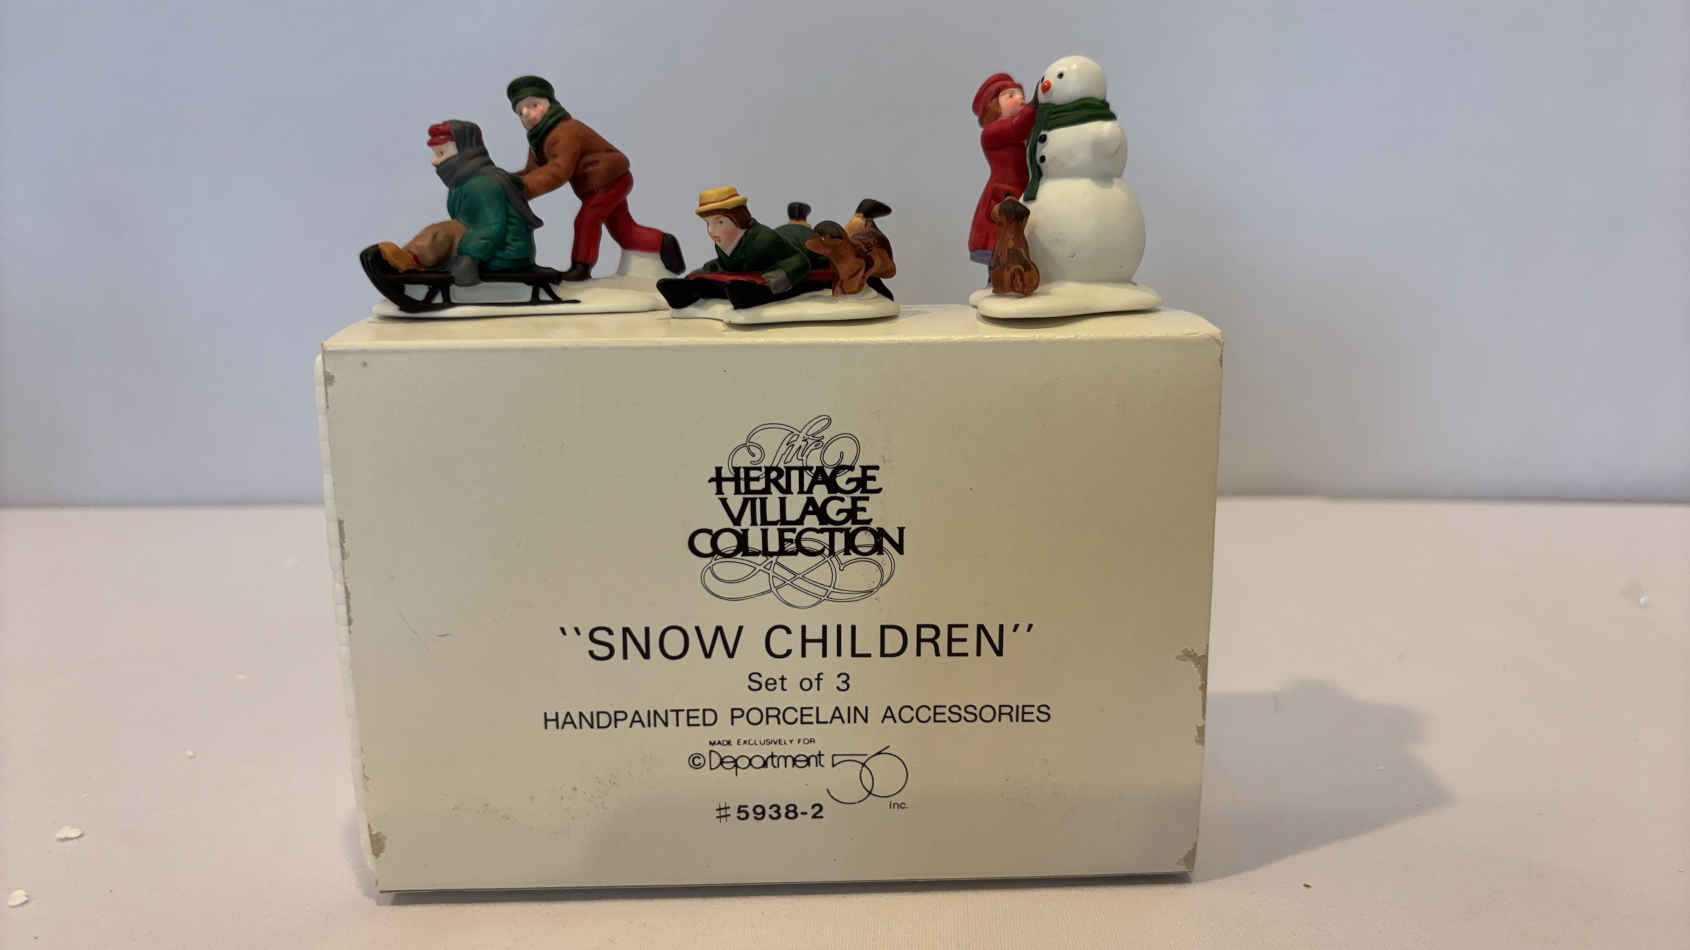 The
HERITAGE
VILLAGE
COLLECTION
"SNOW CHILDREN"
Set of 3
HANDPAINTED PORCELAIN ACCESSORIES
MADE EXCLUSIVELY FOR
©Department 56
Inc.
#5938-2